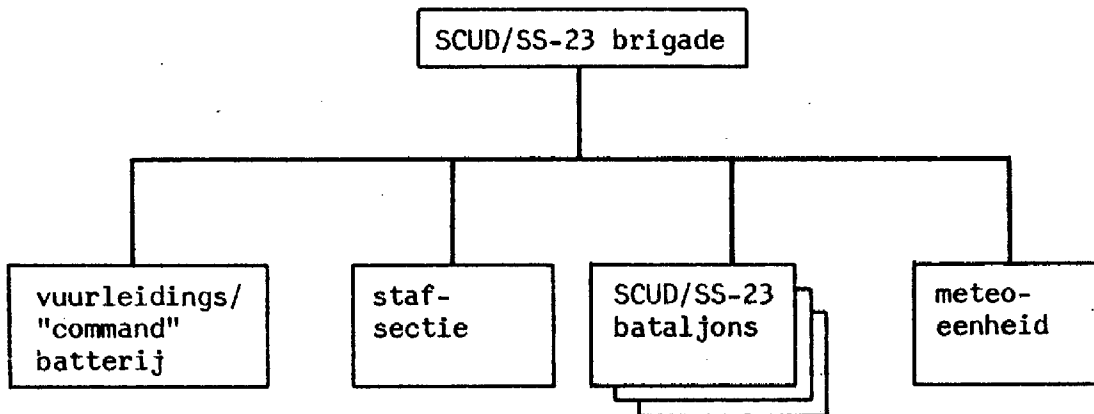 SCUD/SS-23 brigade
vuurleidings/
"command"
batterij
staf-
sectie
SCUD/SS-23
bataljons
meteo-
eenheid